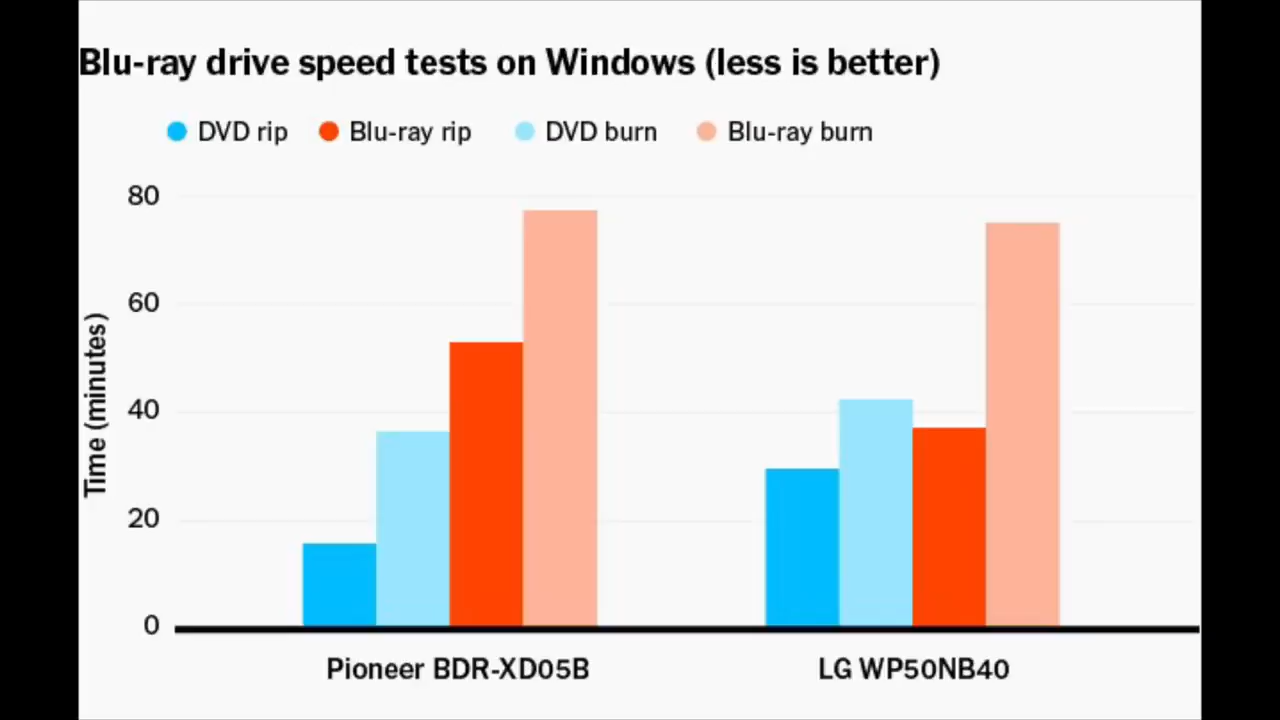 Blu-ray drive speed tests on Windows (less is better)
DVD rip Blu-ray rip DVD burn Blu-ray burn
80
60
40
20
0
Time (minutes)
Pioneer BDR-XD05B LG WP50NB40